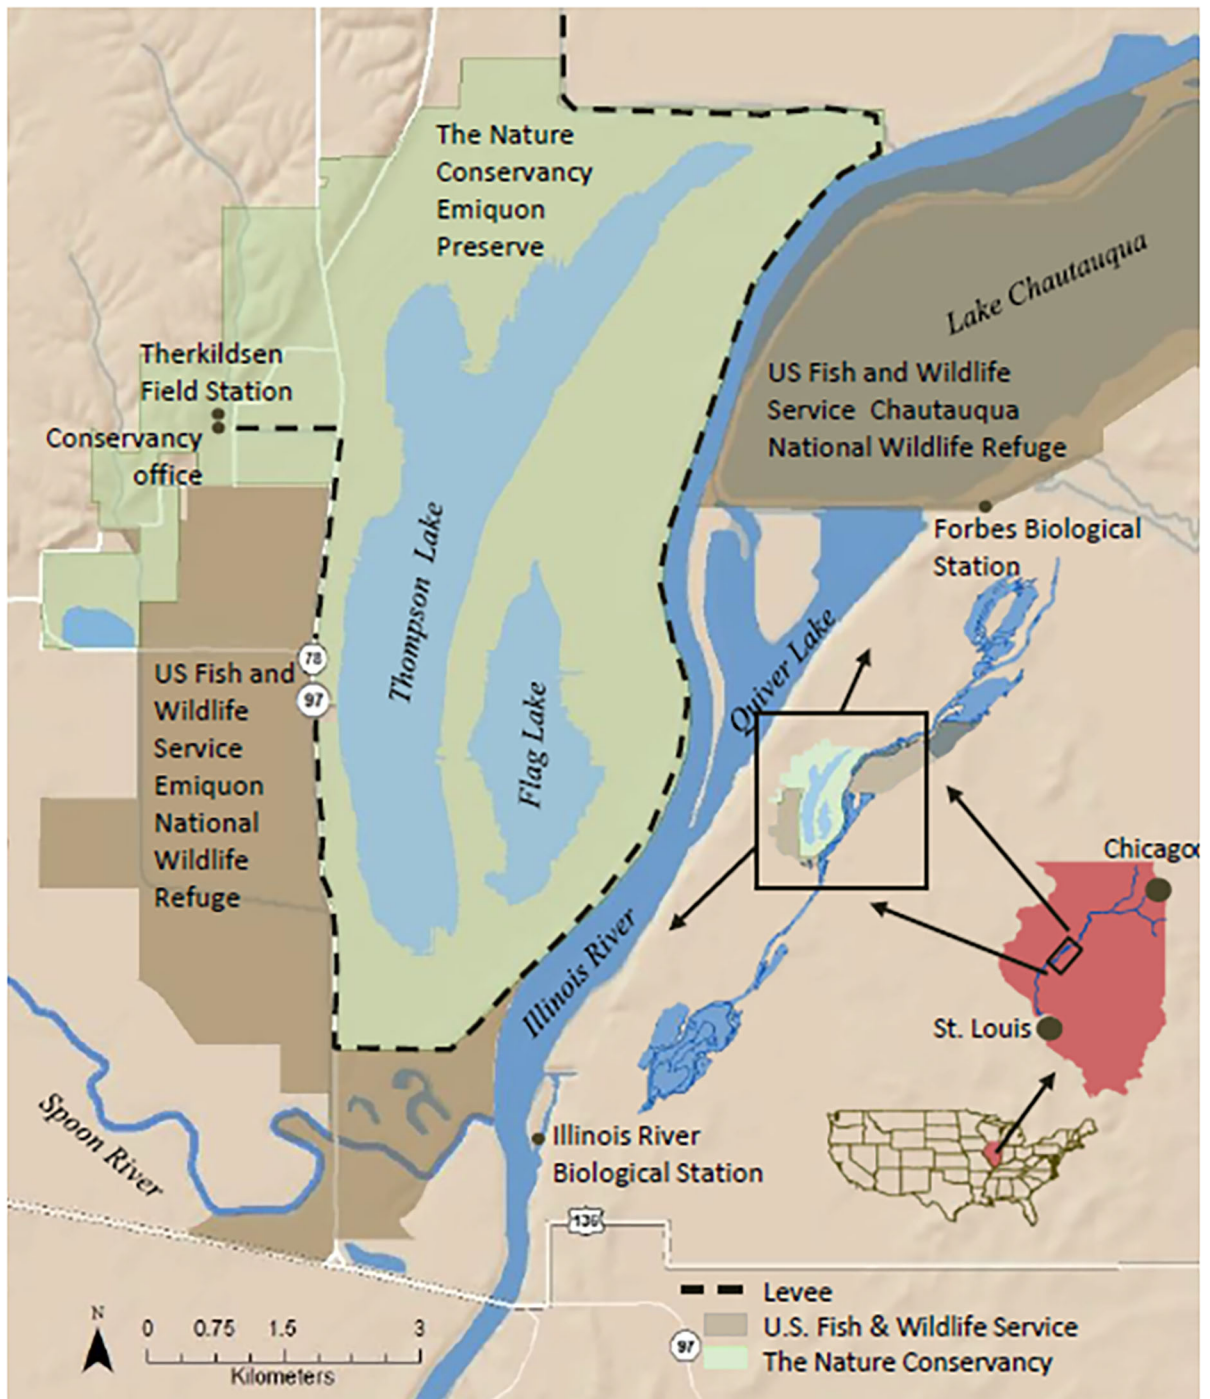 The Nature
Conservancy
Emiquon
Preserve
Lake Chautauqua
Therkildsen
Field Station
Conservancy
office
US Fish and Wildlife
Service Chautauqua
National Wildlife Refuge
Forbes Biological
Station
Thompson Lake
Flag Lake
Quiver Lake
78
97
US Fish and
Wildlife
Service
Emiquon
National
Wildlife
Refuge
Illinois River
Chicago
St. Louis
Spoon River
Illinois River
Biological Station
136
Levee
U.S. Fish & Wildlife Service
The Nature Conservancy
97
N
0 0.75 1.5 3
Kilometers